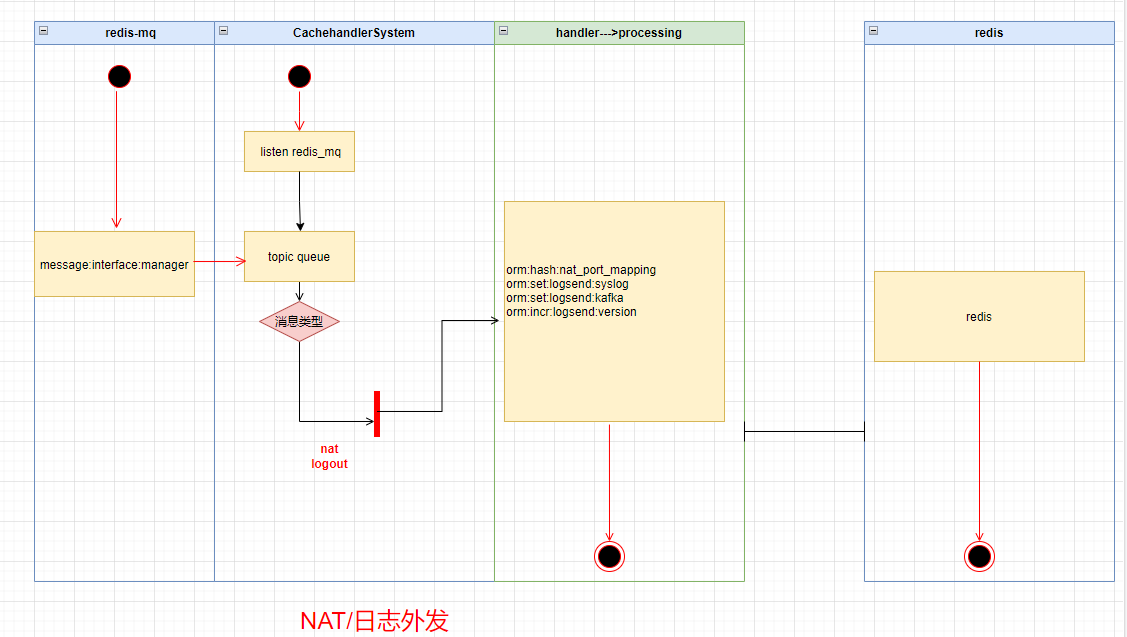 redis-mq
CachehandlerSystem
handler--->processing
redis
listen redis_mq
message:interface:manager
topic queue
消息类型
orm:hash:nat_port_mapping
orm:set:logsend:syslog
orm:set:logsend:kafka
orm:incr:logsend:version
redis
nat
logout
NAT/日志外发